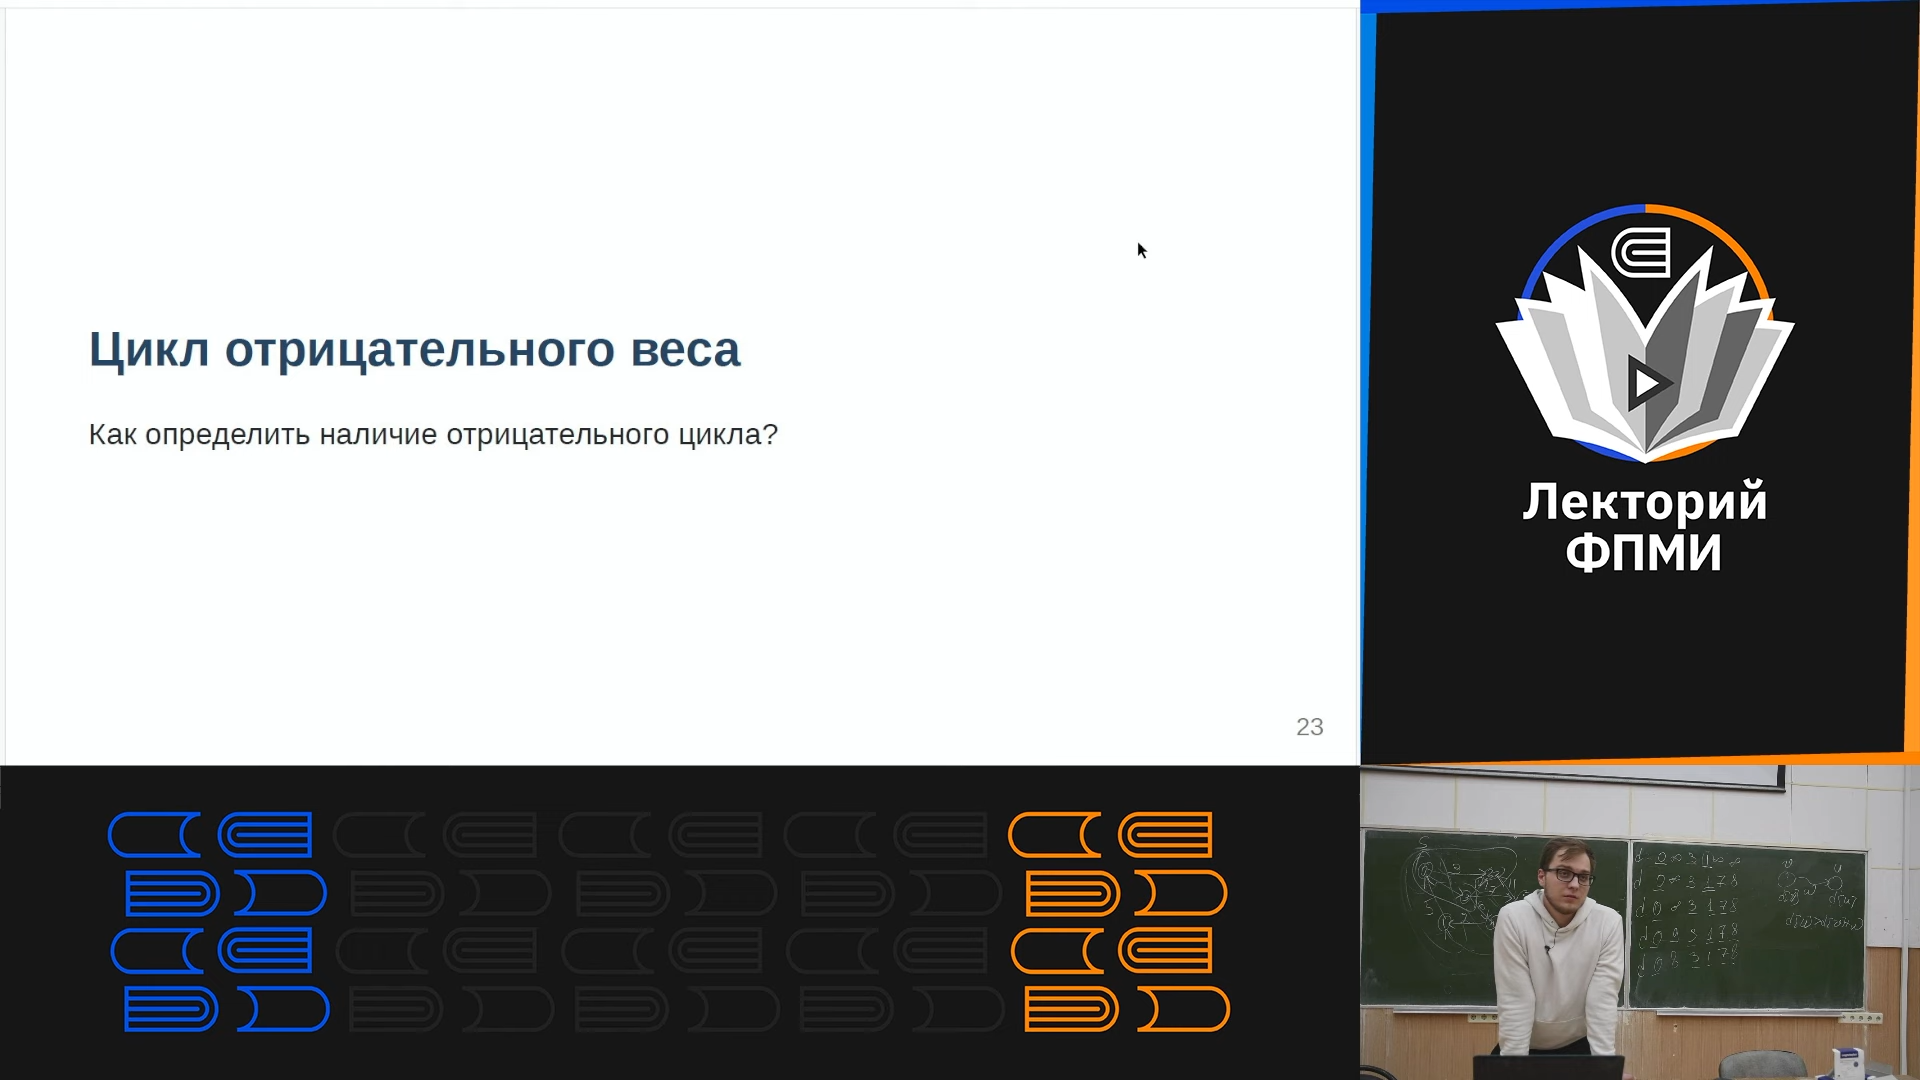 Цикл отрицательного веса
Как определить наличие отрицательного цикла?
23
Лекторий
ФПМИ